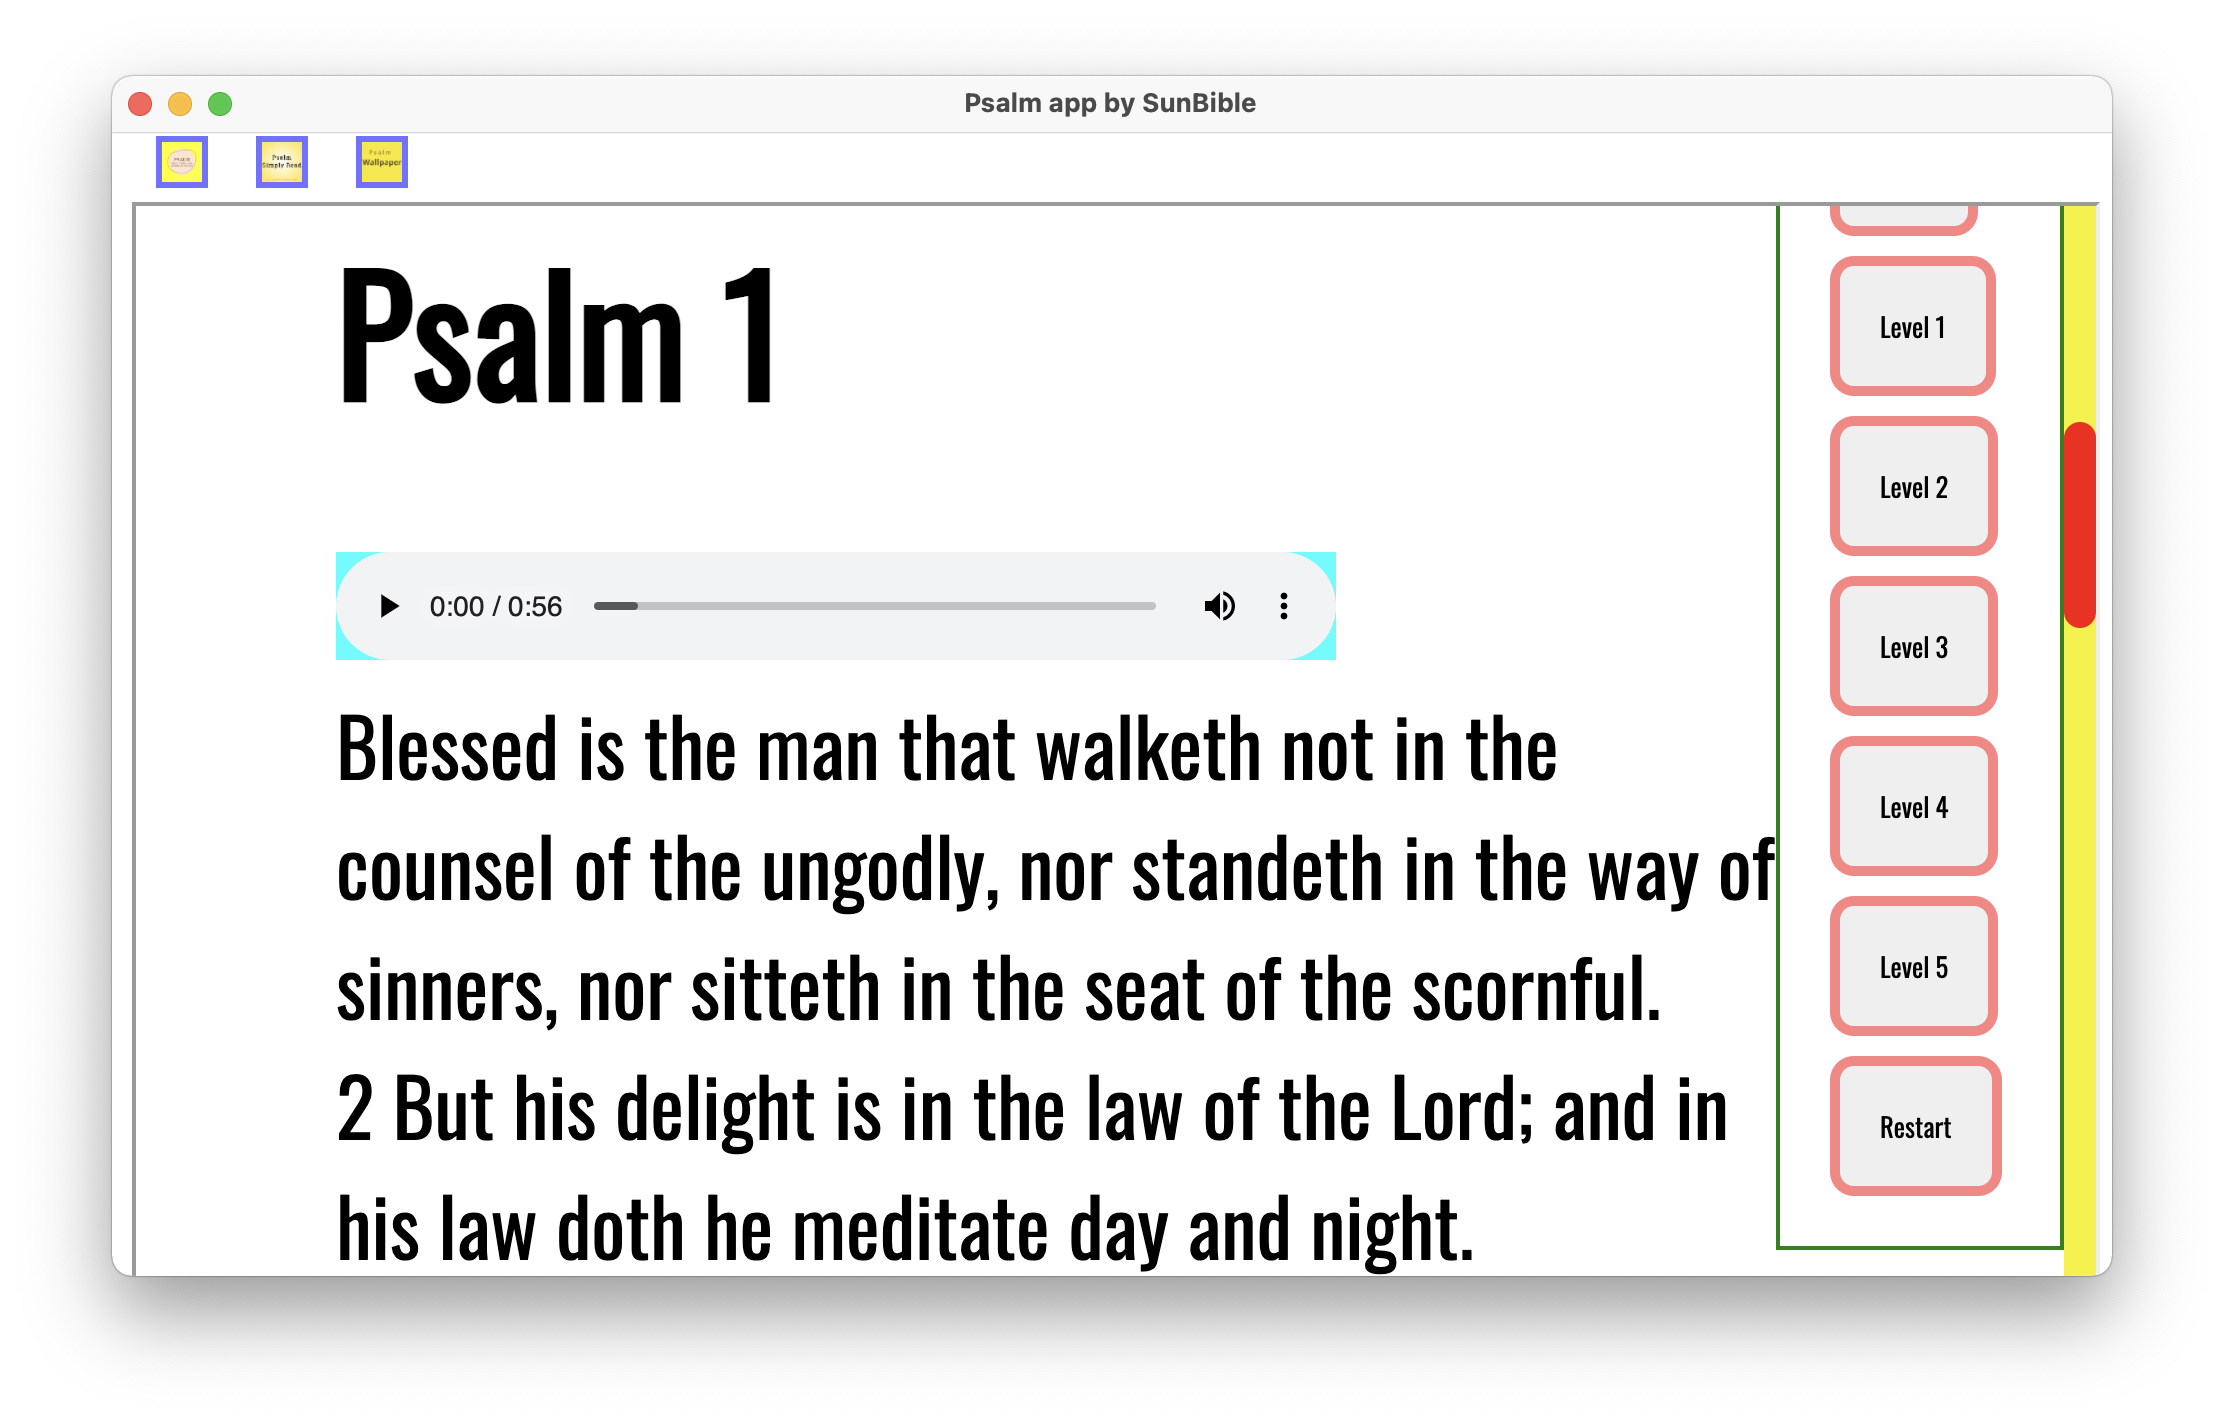 Psalm app by SunBible
PSALM
Psalm
Simply Read
Psalm
Wallpaper
Psalm 1
0:00 / 0:56
Blessed is the man that walketh not in the
counsel of the ungodly, nor standeth in the way of
sinners, nor sitteth in the seat of the scornful.
2 But his delight is in the law of the Lord; and in
his law doth he meditate day and night.
Level 1
Level 2
Level 3
Level 4
Level 5
Restart